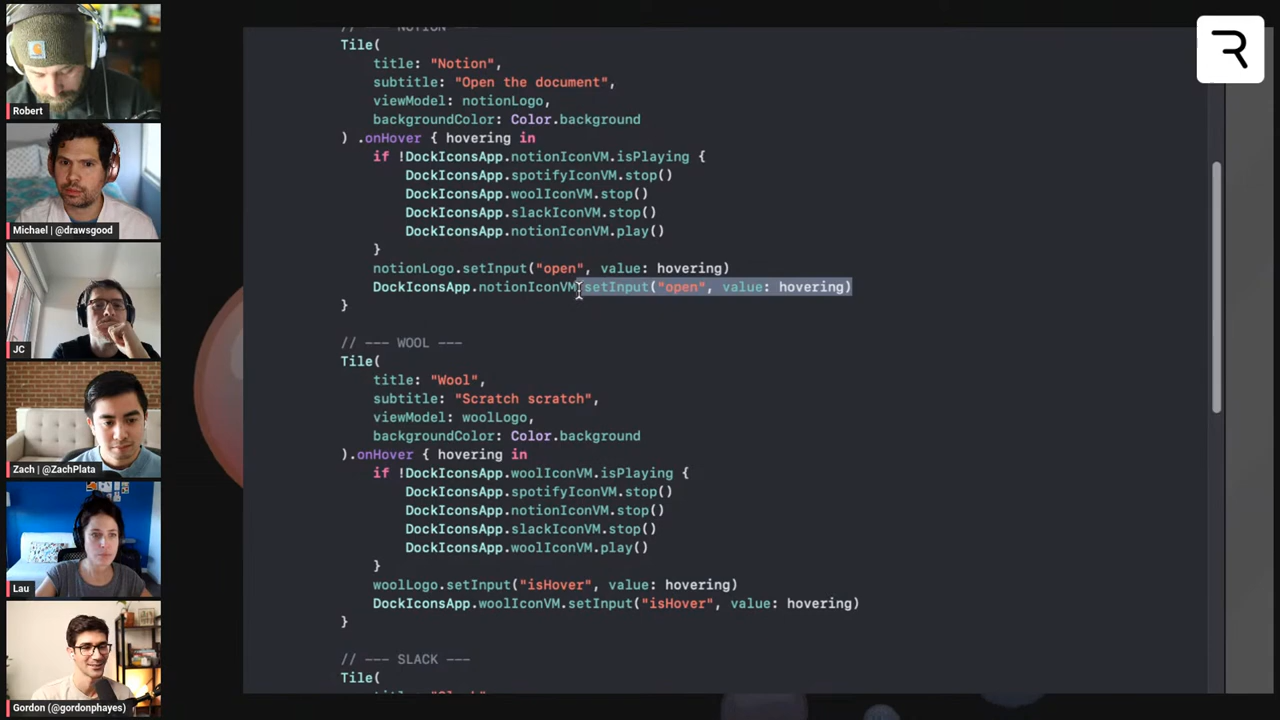 Robert
Michael | @drawsgood
JC
Zach | @ZachPlata
Lau
Gordon (@gordonphayes)
// --- NOTION ---
Tile(
title: "Notion",
subtitle: "Open the document",
viewModel: notionLogo,
backgroundColor: Color.background
) .onHover { hovering in
if !DockIconsApp.notionIconVM.isPlaying {
DockIconsApp.spotifyIconVM.stop()
DockIconsApp.woolIconVM.stop()
DockIconsApp.slackIconVM.stop()
DockIconsApp.notionIconVM.play()
}
notionLogo.setInput("open", value: hovering)
DockIconsApp.notionIconVM.setInput("open", value: hovering)
}
// --- WOOL ---
Tile(
title: "Wool",
subtitle: "Scratch scratch",
viewModel: woolLogo,
backgroundColor: Color.background
).onHover { hovering in
if !DockIconsApp.woolIconVM.isPlaying {
DockIconsApp.spotifyIconVM.stop()
DockIconsApp.notionIconVM.stop()
DockIconsApp.slackIconVM.stop()
DockIconsApp.woolIconVM.play()
}
woolLogo.setInput("isHover", value: hovering)
DockIconsApp.woolIconVM.setInput("isHover", value: hovering)
}
// --- SLACK ---
Tile(